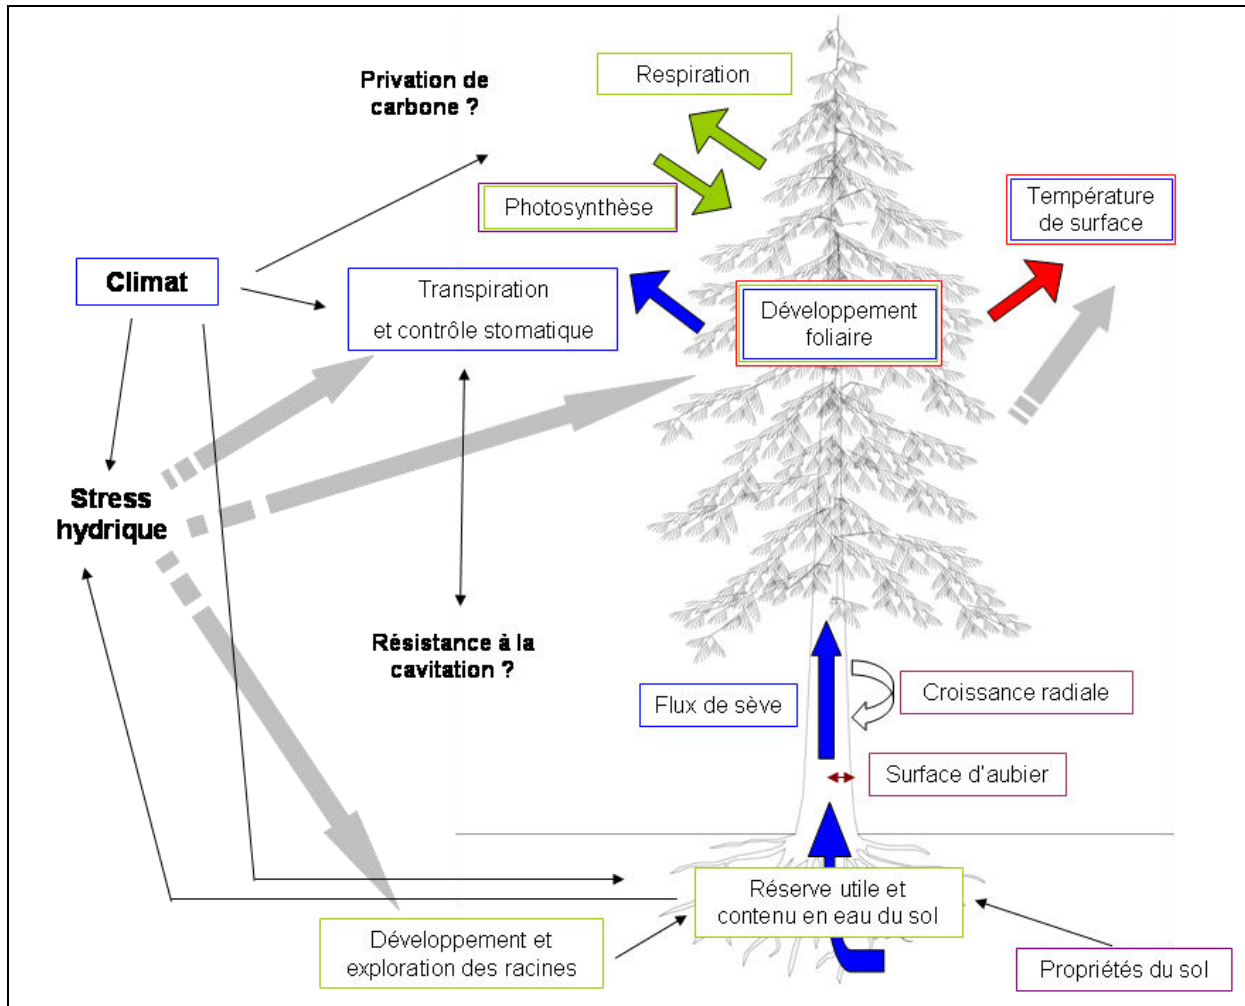 Respiration
Privation de
carbone ?
Photosynthèse
Température
de surface
Climat
Transpiration
et contrôle stomatique
Développement
foliaire
Stress
hydrique
Résistance à la
cavitation ?
Flux de sève
Croissance radiale
Surface d'aubier
Réserve utile et
contenu en eau du sol
Développement et
exploration des racines
Propriétés du sol